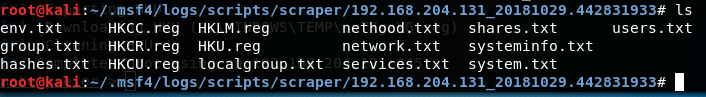 root@kali:~/.msf4/logs/scripts/scraper/192.168.204.131_20181029.442831933# ls
env.txt HKCC.reg HKLM.reg nethood.txt shares.txt users.txt
group.txt HKCR.reg HKU.reg network.txt systeminfo.txt
hashes.txt HKCU.reg localgroup.txt services.txt system.txt
root@kali:~/.msf4/logs/scripts/scraper/192.168.204.131_20181029.442831933#